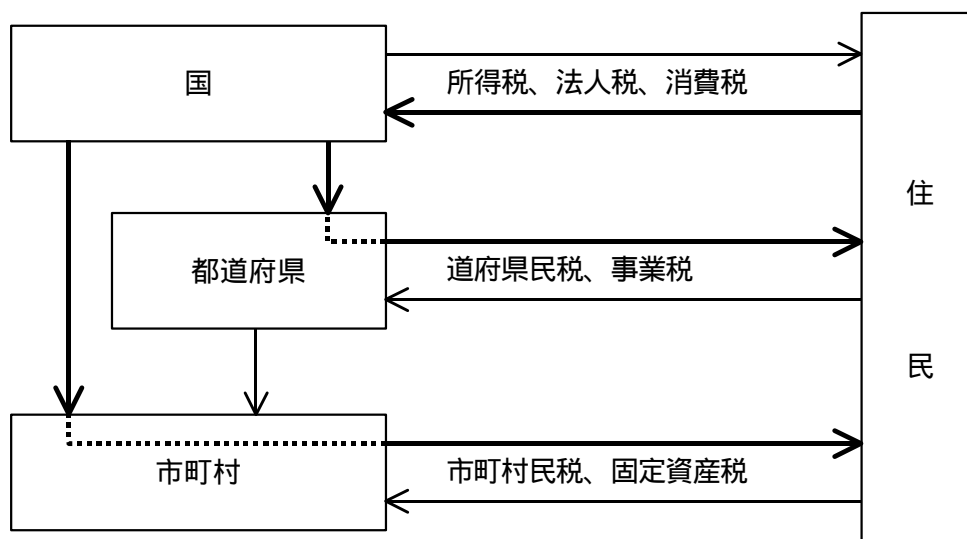 国
所得税、法人税、消費税
都道府県
道府県民税、事業税
市町村
市町村民税、固定資産税
住
民